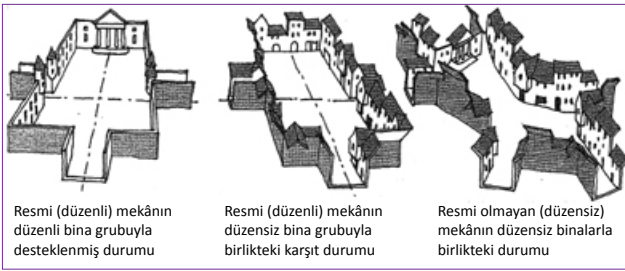 Resmi (düzenli) mekânın
düzenli bina grubuyla
desteklenmiş durumu
Resmi (düzenli) mekânın
düzensiz bina grubuyla
birlikteki karşıt durumu
Resmi olmayan (düzensiz)
mekânın düzensiz binalarla
birlikteki durumu